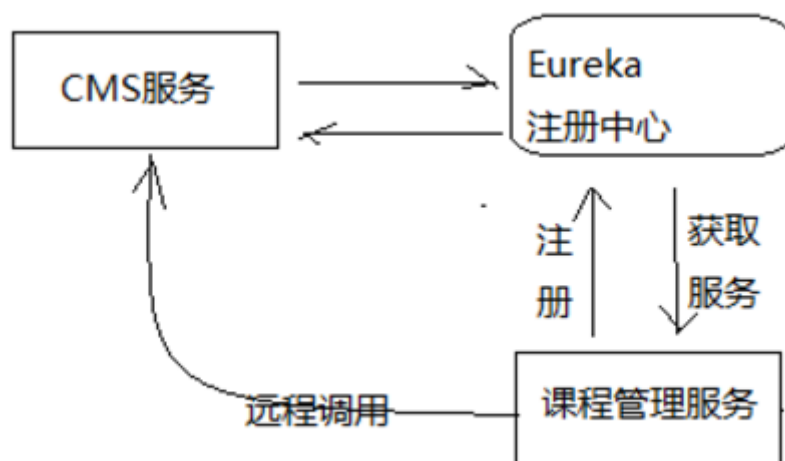 CMS服务
Eureka
注册中心
注
册
获取
服务
远程调用
课程管理服务